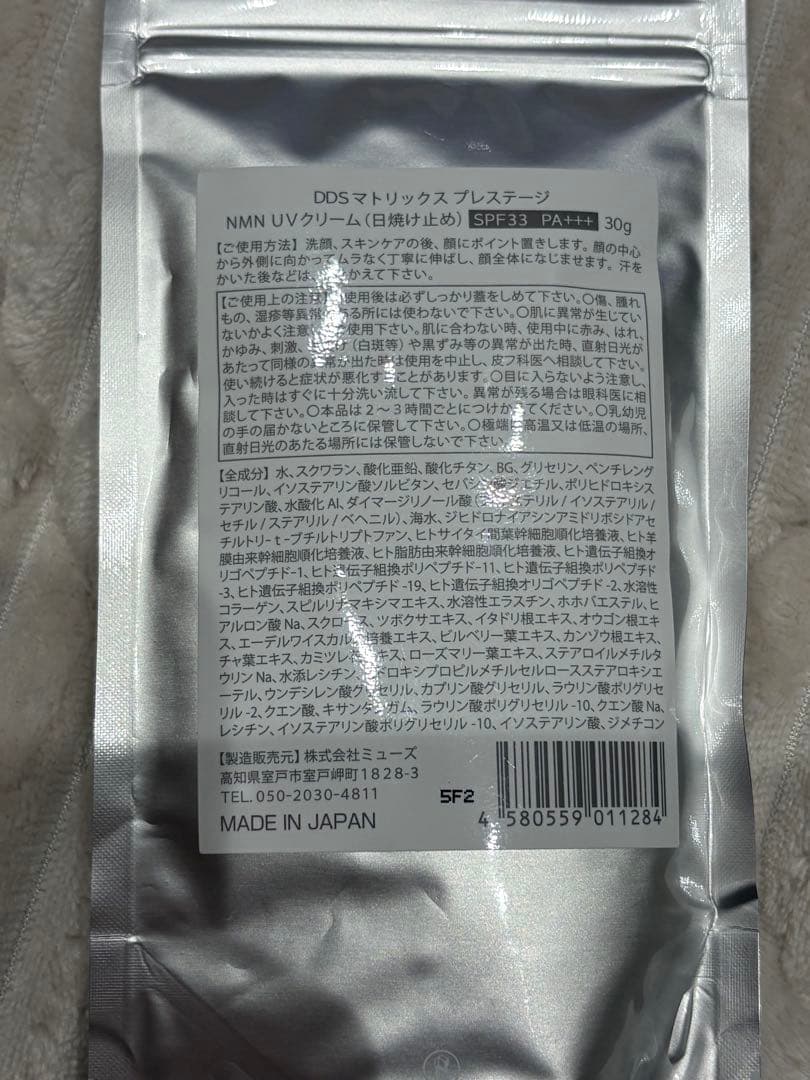 DDSマトリックス プレステージ
NMN UVクリーム(日焼け止め) SPF33 PA+++ 30g
【ご使用方法】洗顔、スキンケアの後、顔にポイント置きします。顔の中心
から外側に向かってムラなく丁寧に伸ばし、顔全体になじませます。汗を
かいた後などは、かえて下さい。
【ご使用上の注意 使用後は必ずしっかり蓋をしめて下さい。〇傷、腫れ
もの、湿疹等異常 ある所には使わないで下さい。〇肌に異常が生じてい
ないかよく注意 ご使用下さい。肌に合わない時、使用中に赤み、はれ、
かゆみ、刺激、 (白斑等)や黒ずみ等の異常が出た時、直射日光が
あたって同様の 常が出た時は使用を中止し、皮フ科医へ相談して下さい。
使い続けると症状が悪化することがあります。〇目に入らないよう注意し、
入った時はすぐに十分洗い流して下さい。異常が残る場合は眼科医に相
談して下さい。〇本品は2～3時間ごとにつけかえてください。〇乳幼児
の手の届かないところに保管して下さい。〇極端に高温又は低温の場所、
直射日光のあたる場所には保管しないで下さい。
【全成分】水、スクワラン、酸化亜鉛、酸化チタン、BG、グリセリン、ペンチレング
リコール、イソステアリン酸ソルビタン、セバシン酸ジエチル、ポリヒドロキシス
テアリン酸、水酸化Al、ダイマージリノール酸( ステリル/イソステアリル/
セチル/ステアリル/ベヘニル)、海水、ジヒドロナイアシンアミドリボシドアセ
チルトリ-t-ブチルトリプトファン、ヒトサイタイ間葉幹細胞順化培養液、ヒト羊
膜由来幹細胞順化培養液、ヒト脂肪由来幹細胞順化培養液、ヒト遺伝子組換オ
リゴペプチド-1、ヒト遺伝子組換ポリペプチド-11、ヒト遺伝子組換ポリペプチド
-3、ヒト遺伝子組換ポリペプチド-19、ヒト遺伝子組換オリゴペプチド-2、水溶性
コラーゲン、スピルリナマキシマエキス、水溶性エラスチン、ホホバエステル、ヒ
アルロン酸Na、スクロース、ツボクサエキス、イタドリ根エキス、オウゴン根エキ
ス、エーデルワイスカルス培養エキス、ビルベリー葉エキス、カンゾウ根エキス、
チャ葉エキス、カミツレ花エキス、ローズマリー葉エキス、ステアロイルメチルタ
ウリンNa、水添レシチン、ヒドロキシプロピルメチルセルロースステアロキシエ
ーテル、ウンデシレン酸グリセリル、カプリン酸グリセリル、ラウリン酸ポリグリセ
リル-2、クエン酸、キサンタンガム、ラウリン酸ポリグリセリル-10、クエン酸Na、
レシチン、イソステアリン酸ポリグリセリル-10、イソステアリン酸、ジメチコン
【製造販売元】株式会社ミューズ
高知県室戸市室戸岬町1828-3
TEL.050-2030-4811
5F2
MADE IN JAPAN
4 580559 011284